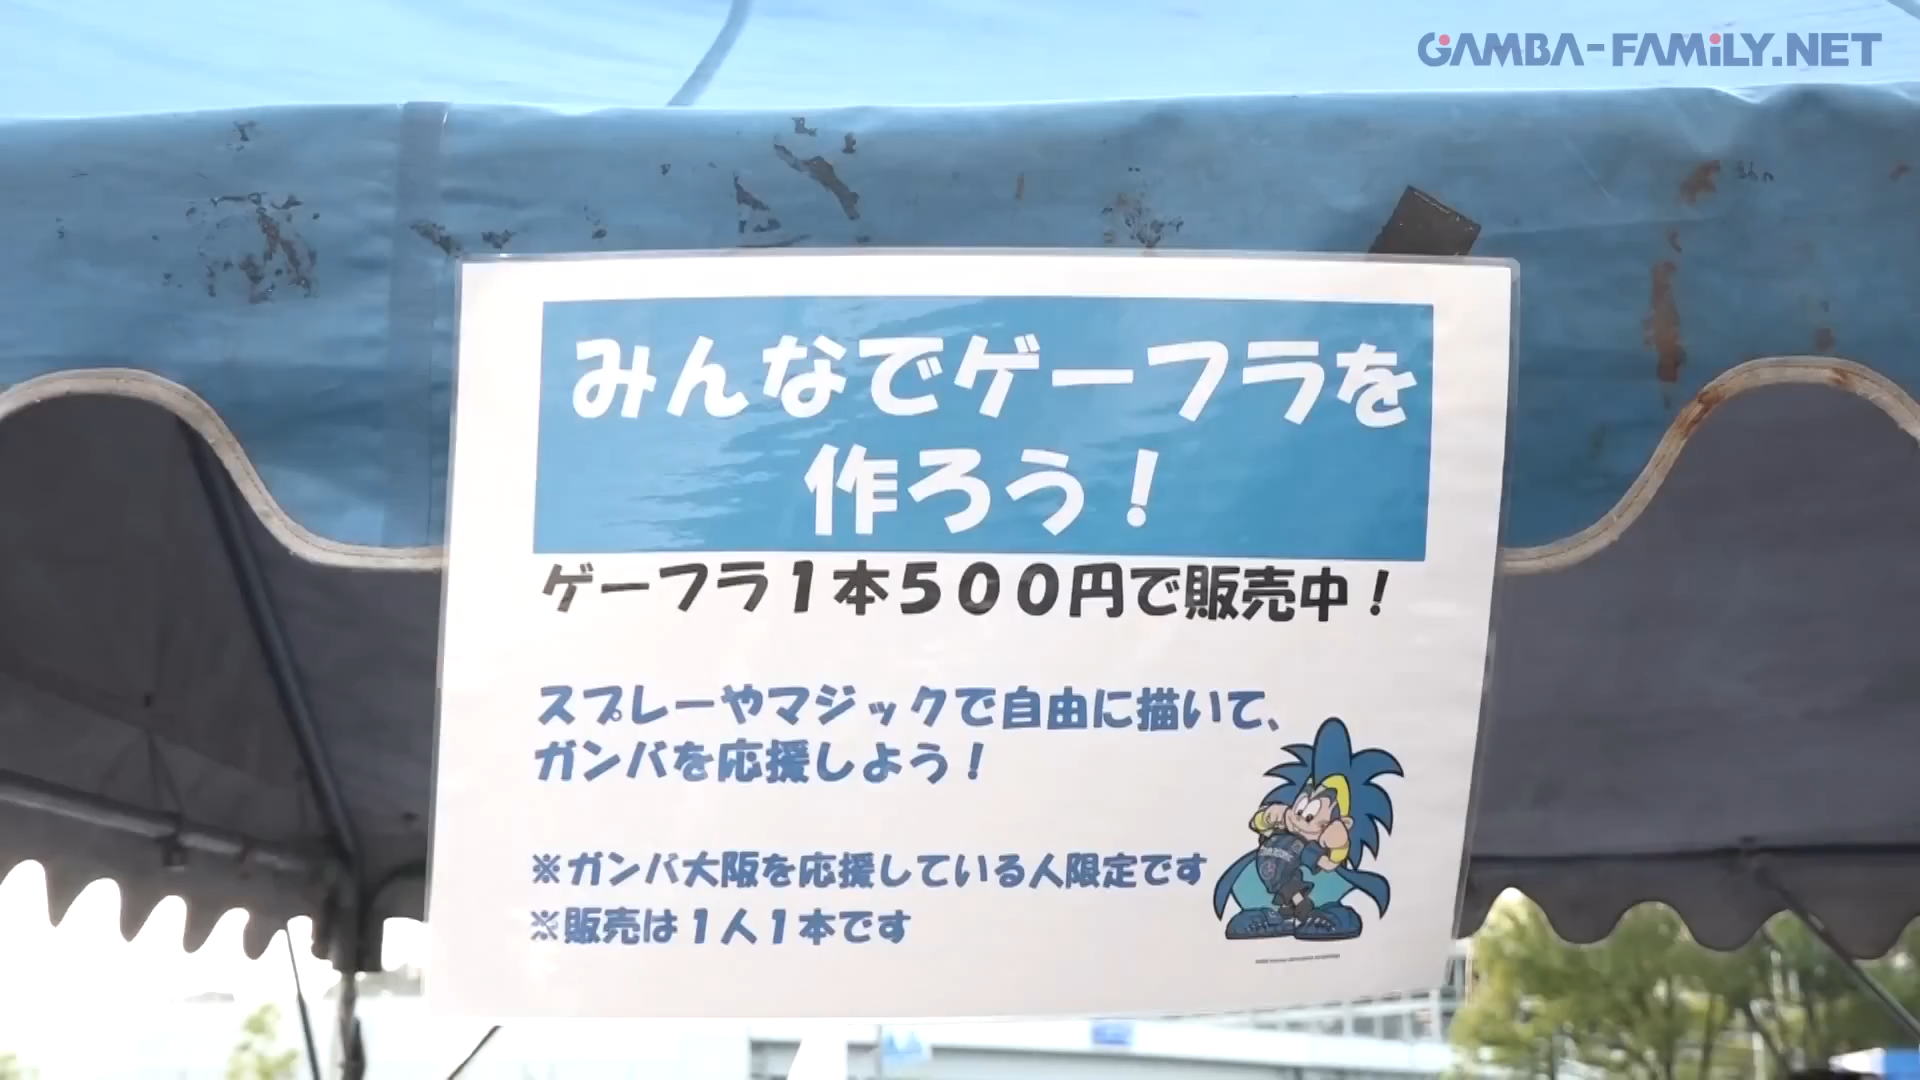 GAMBA-FAMiLY.NET
みんなでゲーフラを
作ろう！
ゲーフラ１本５００円で販売中！
スプレーやマジックで自由に描いて、
ガンバを応援しよう！
※ガンバ大阪を応援している人限定です
※販売は１人１本です